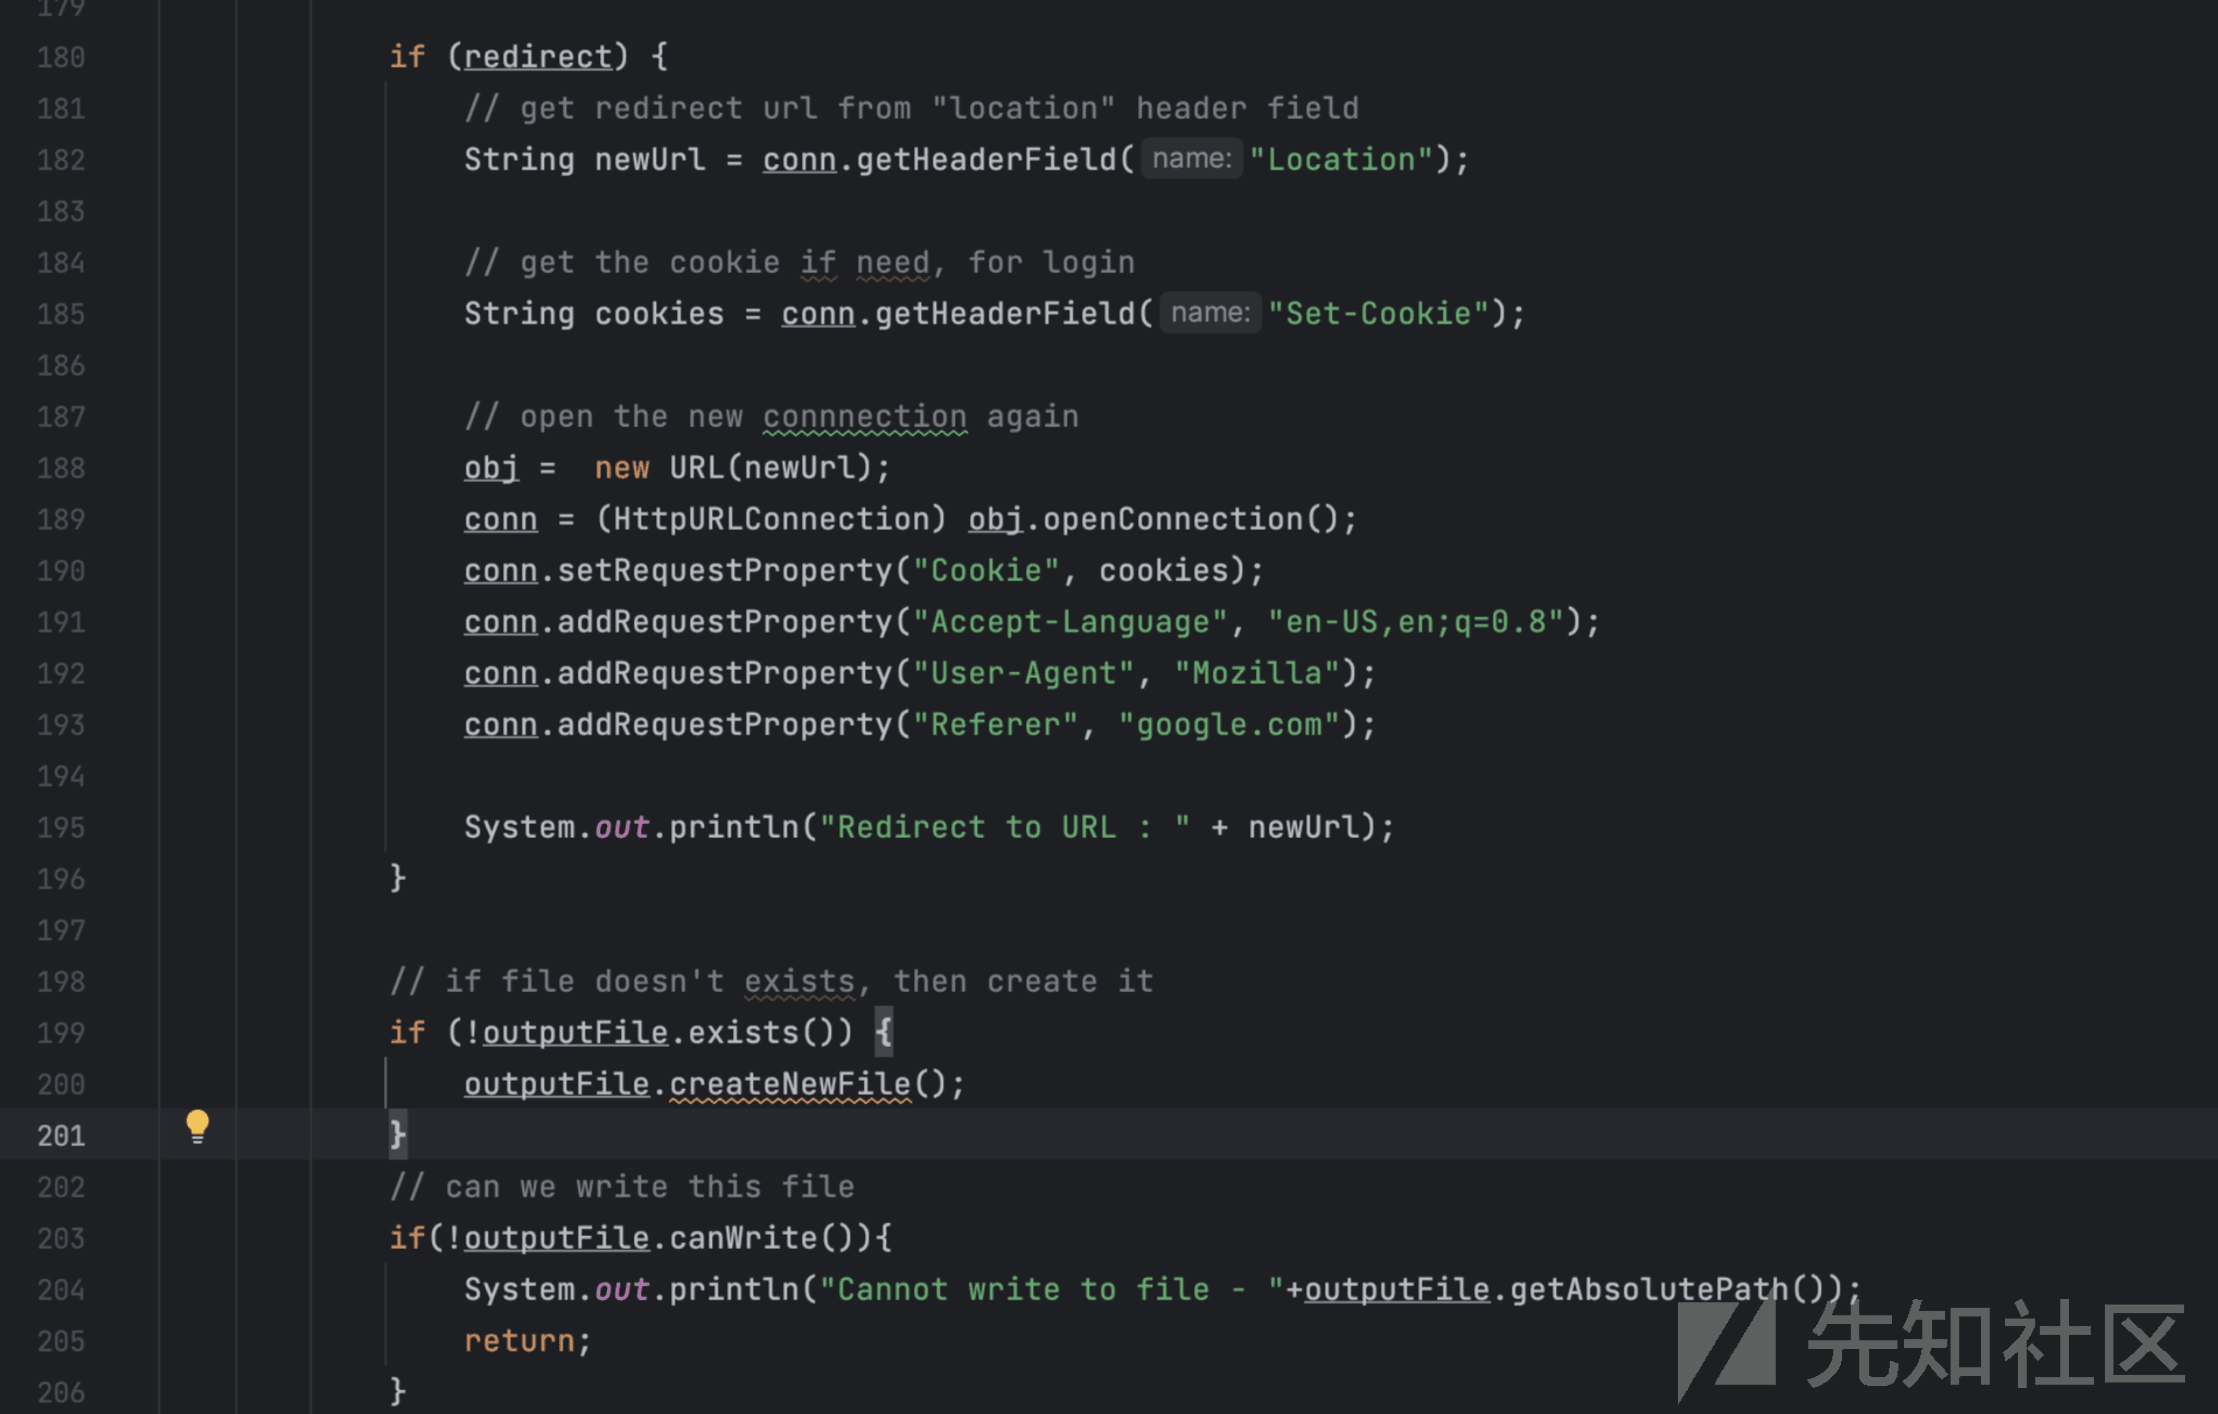 179
180 if (redirect) {
181 // get redirect url from "location" header field
182 String newUrl = conn.getHeaderField( name: "Location");
183
184 // get the cookie if need, for login
185 String cookies = conn.getHeaderField( name: "Set-Cookie");
186
187 // open the new connnection again
188 obj =  new URL(newUrl);
189 conn = (HttpURLConnection) obj.openConnection();
190 conn.setRequestProperty("Cookie", cookies);
191 conn.addRequestProperty("Accept-Language", "en-US,en;q=0.8");
192 conn.addRequestProperty("User-Agent", "Mozilla");
193 conn.addRequestProperty("Referer", "google.com");
194
195 System.out.println("Redirect to URL : " + newUrl);
196 }
197
198 // if file doesn't exists, then create it
199 if (!outputFile.exists()) {
200 outputFile.createNewFile();
201 }
202 // can we write this file
203 if(!outputFile.canWrite()){
204 System.out.println("Cannot write to file - "+outputFile.getAbsolutePath());
205 return;
206 }
先知社区